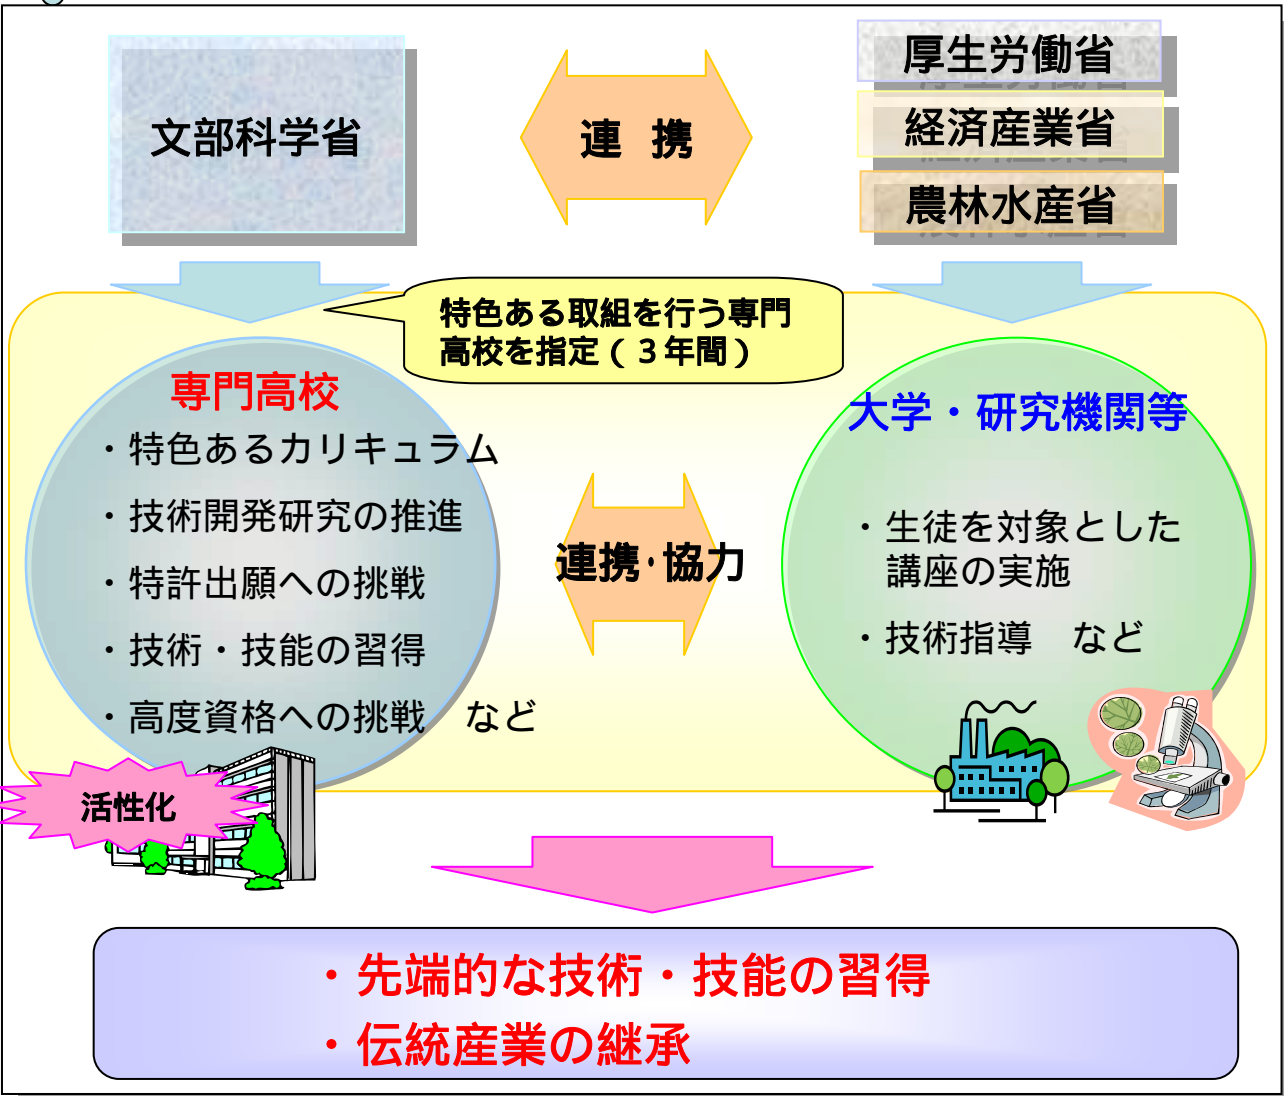 文部科学省
連 携
厚生労働省
経済産業省
農林水産省
特色ある取組を行う専門
高校を指定(3年間)
専門高校
・特色あるカリキュラム
・技術開発研究の推進
・特許出願への挑戦
・技術・技能の習得
・高度資格への挑戦 など
連携・協力
大学・研究機関等
・生徒を対象とした
講座の実施
・技術指導 など
活性化
・先端的な技術・技能の習得
・伝統産業の継承